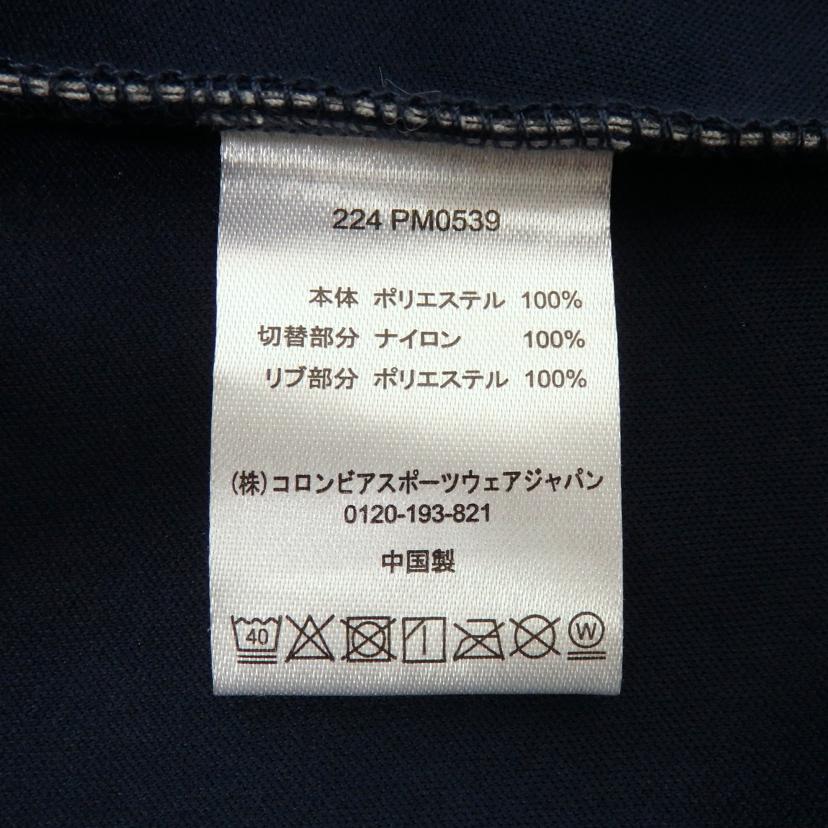 224 PM0539
本体 ポリエステル 100%
切替部分 ナイロン 100%
リブ部分 ポリエステル 100%
(株)コロンビアスポーツウェアジャパン
0120-193-821
中国製
40 W